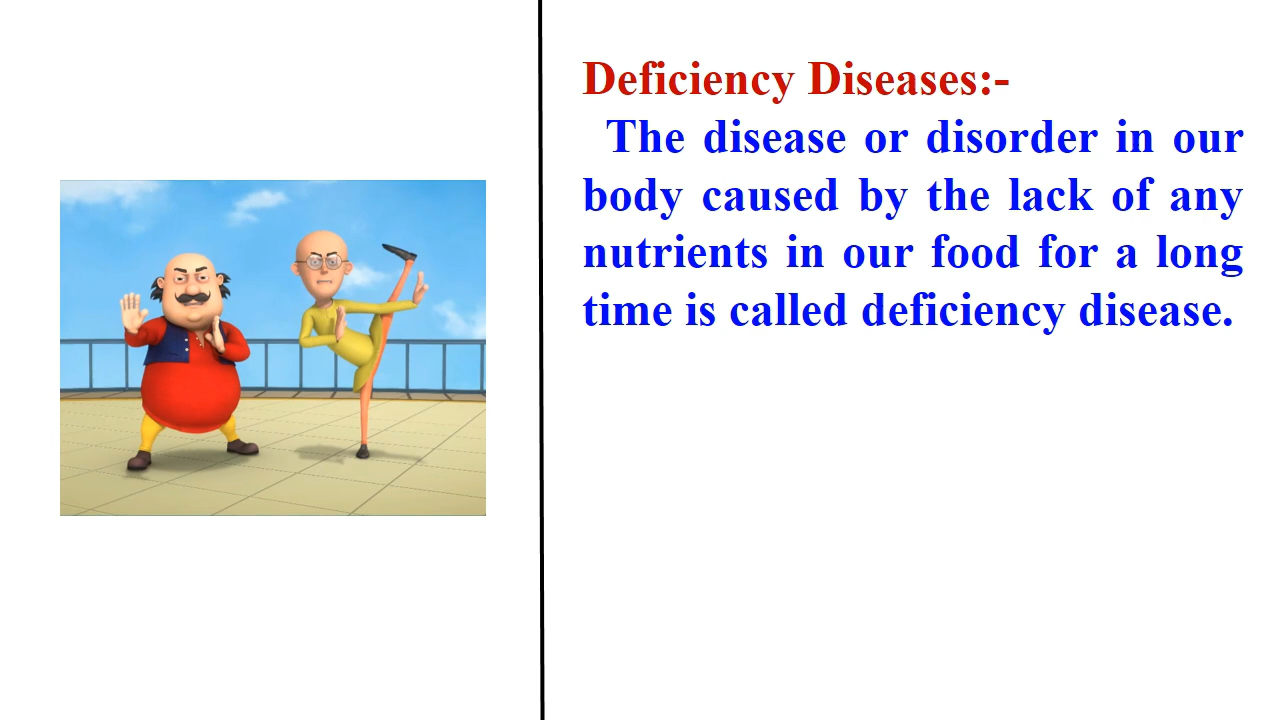 Deficiency Diseases:-
The disease or disorder in our
body caused by the lack of any
nutrients in our food for a long
time is called deficiency disease.